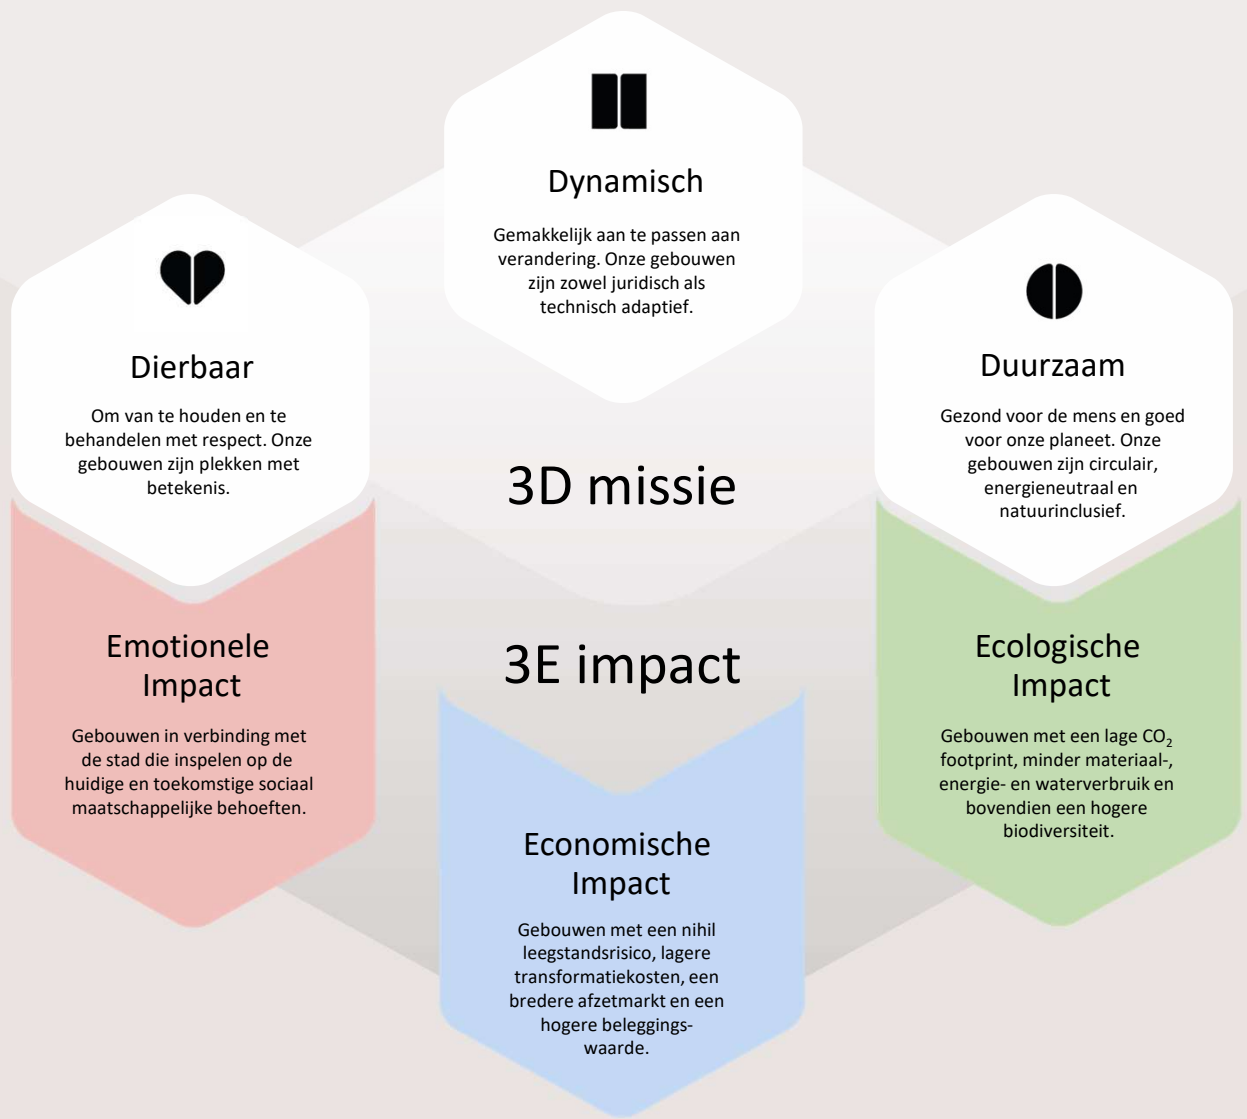 Dynamisch
Gemakkelijk aan te passen aan
verandering. Onze gebouwen
zijn zowel juridisch als
technisch adaptief.
Dierbaar
Om van te houden en te
behandelen met respect. Onze
gebouwen zijn plekken met
betekenis.
Duurzaam
Gezond voor de mens en goed
voor onze planeet. Onze
gebouwen zijn circulair,
energieneutraal en
natuurinclusief.
3D missie
3E impact
Emotionele
Impact
Gebouwen in verbinding met
de stad die inspelen op de
huidige en toekomstige sociaal
maatschappelijke behoeften.
Economische
Impact
Gebouwen met een nihil
leegstandsrisico, lagere
transformatiekosten, een
bredere afzetmarkt en een
hogere beleggings-
waarde.
Ecologische
Impact
Gebouwen met een lage CO₂
footprint, minder materiaal-,
energie- en waterverbruik en
bovendien een hogere
biodiversiteit.